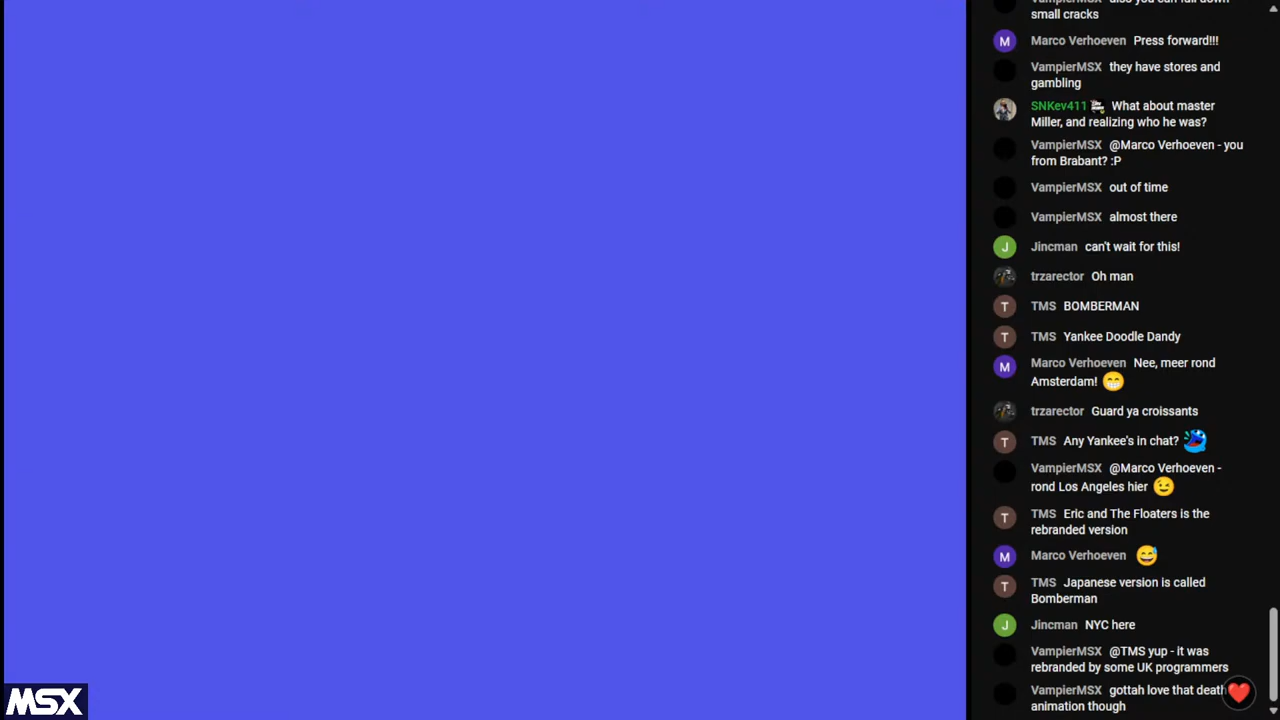 small cracks
Marco Verhoeven Press forward!!!
VampierMSX they have stores and
gambling
SNKev411 What about master
Miller, and realizing who he was?
VampierMSX @Marco Verhoeven - you
from Brabant? :P
VampierMSX out of time
VampierMSX almost there
J Jincman can't wait for this!
trzarector Oh man
T TMS BOMBERMAN
T TMS Yankee Doodle Dandy
M Marco Verhoeven Nee, meer rond
Amsterdam! 😁
trzarector Guard ya croissants
T TMS Any Yankee's in chat?
VampierMSX @Marco Verhoeven -
rond Los Angeles hier 😉
T TMS Eric and The Floaters is the
rebranded version
M Marco Verhoeven 😅
T TMS Japanese version is called
Bomberman
J Jincman NYC here
VampierMSX @TMS yup - it was
rebranded by some UK programmers
VampierMSX gottah love that death
animation though
MSX